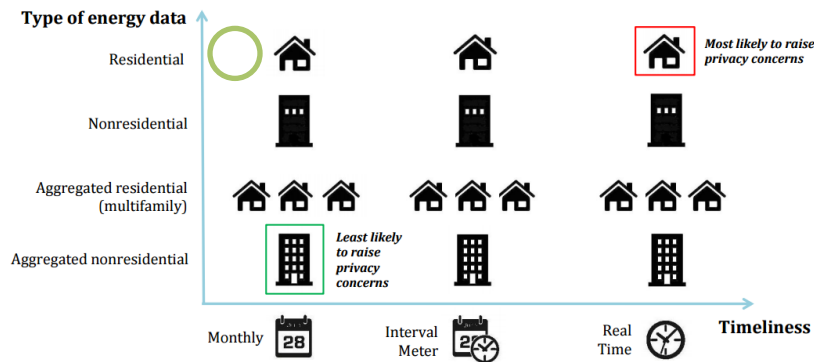 Type of energy data
Residential
Most likely to raise
privacy concerns
Nonresidential
Aggregated residential
(multifamily)
Aggregated nonresidential
Least likely
to raise
privacy
concerns
Monthly
28
Interval
Meter
28
Real
Time
Timeliness